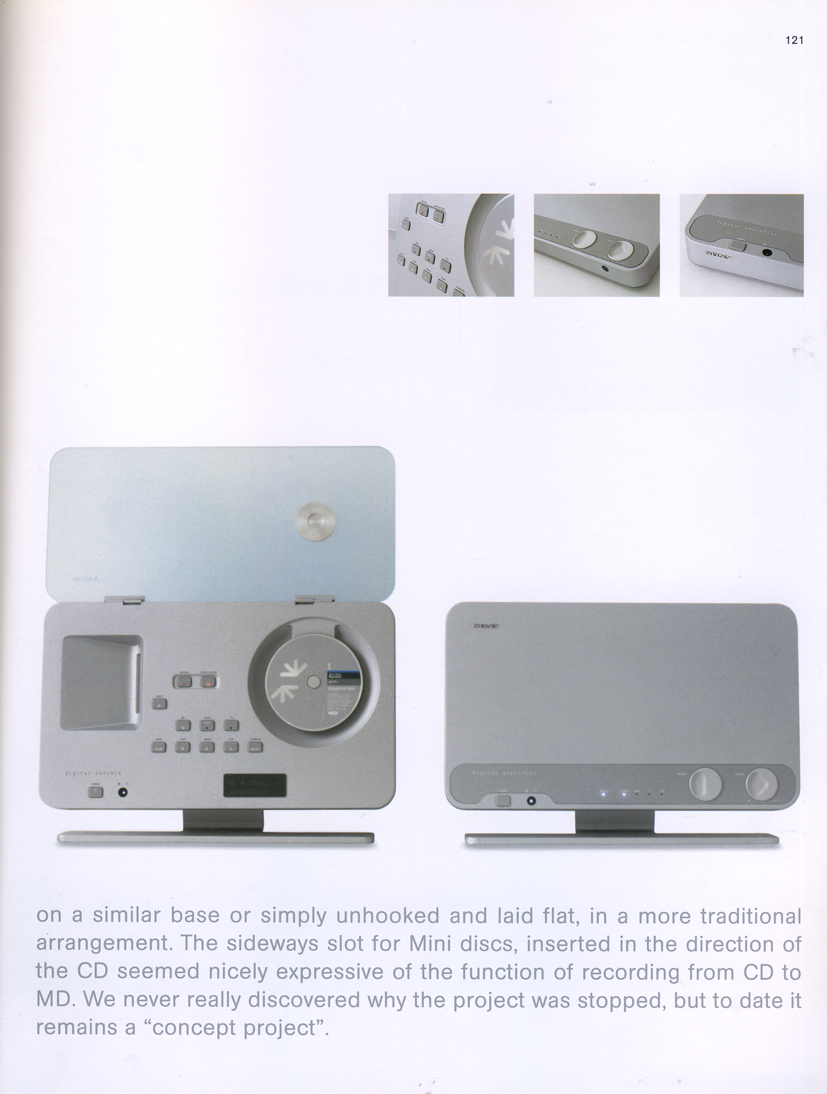 121
digital amplifier
on a similar base or simply unhooked and laid flat, in a more traditional
arrangement. The sideways slot for Mini discs, inserted in the direction of
the CD seemed nicely expressive of the function of recording from CD to
MD. We never really discovered why the project was stopped, but to date it
remains a “concept project”.